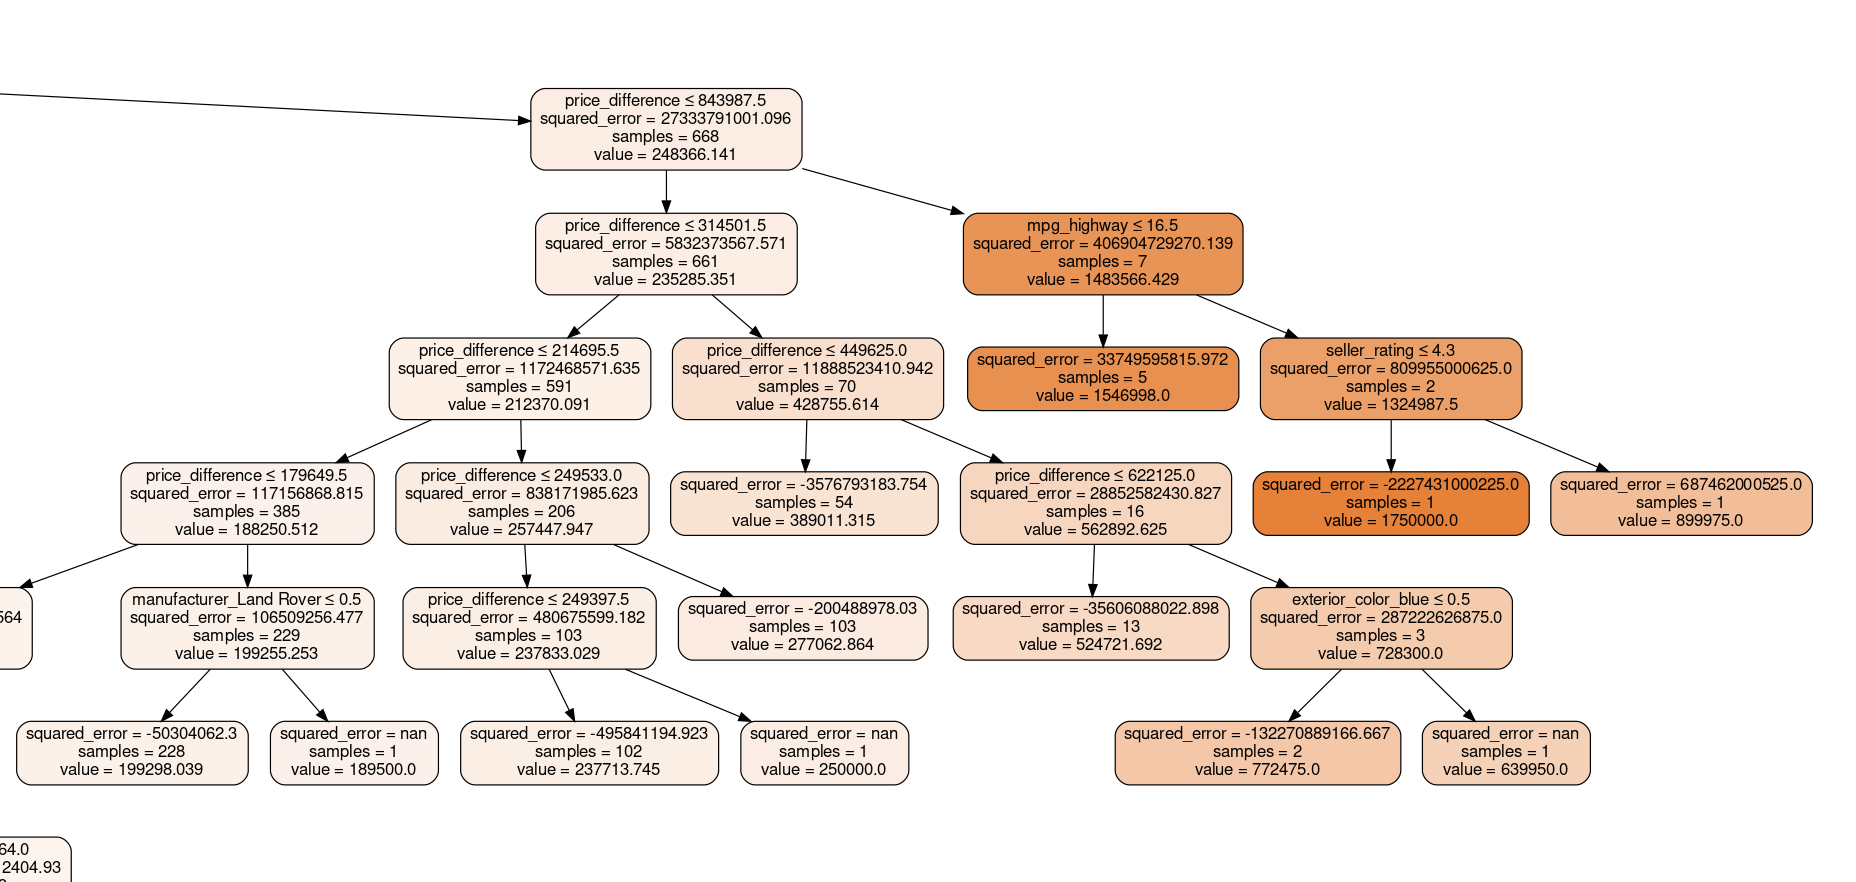 price_difference ≤ 843987.5
squared_error = 27333791001.096
samples = 668
value = 248366.141
price_difference ≤ 314501.5
squared_error = 5832373567.571
samples = 661
value = 235285.351
mpg_highway ≤ 16.5
squared_error = 406904729270.139
samples = 7
value = 1483566.429
price_difference ≤ 214695.5
squared_error = 1172468571.635
samples = 591
value = 212370.091
price_difference ≤ 449625.0
squared_error = 11888523410.942
samples = 70
value = 428755.614
squared_error = 33749595815.972
samples = 5
value = 1546998.0
seller_rating ≤ 4.3
squared_error = 809955000625.0
samples = 2
value = 1324987.5
price_difference ≤ 179649.5
squared_error = 117156868.815
samples = 385
value = 188250.512
price_difference ≤ 249533.0
squared_error = 838171985.623
samples = 206
value = 257447.947
squared_error = -3576793183.754
samples = 54
value = 389011.315
price_difference ≤ 622125.0
squared_error = 28852582430.827
samples = 16
value = 562892.625
squared_error = -2227431000225.0
samples = 1
value = 1750000.0
squared_error = 687462000525.0
samples = 1
value = 899975.0
564
manufacturer_Land Rover ≤ 0.5
squared_error = 106509256.477
samples = 229
value = 199255.253
price_difference ≤ 249397.5
squared_error = 480675599.182
samples = 103
value = 237833.029
squared_error = -200488978.03
samples = 103
value = 277062.864
squared_error = -35606088022.898
samples = 13
value = 524721.692
exterior_color_blue ≤ 0.5
squared_error = 287222626875.0
samples = 3
value = 728300.0
squared_error = -50304062.3
samples = 228
value = 199298.039
squared_error = nan
samples = 1
value = 189500.0
squared_error = -495841194.923
samples = 102
value = 237713.745
squared_error = nan
samples = 1
value = 250000.0
squared_error = -132270889166.667
samples = 2
value = 772475.0
squared_error = nan
samples = 1
value = 639950.0
64.0
2404.93